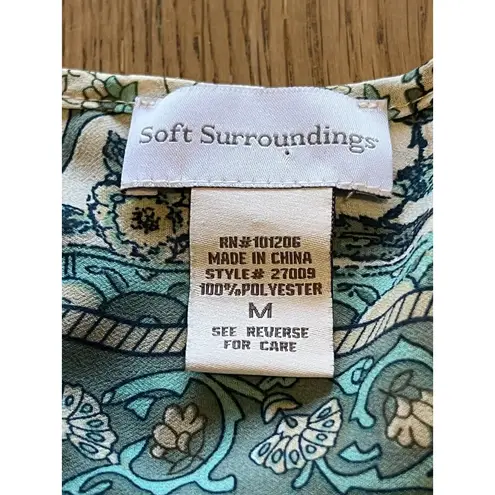 Soft Surroundings
RN#101206
MADE IN CHINA
STYLE# 27009
100%POLYESTER
M
SEE REVERSE
FOR CARE